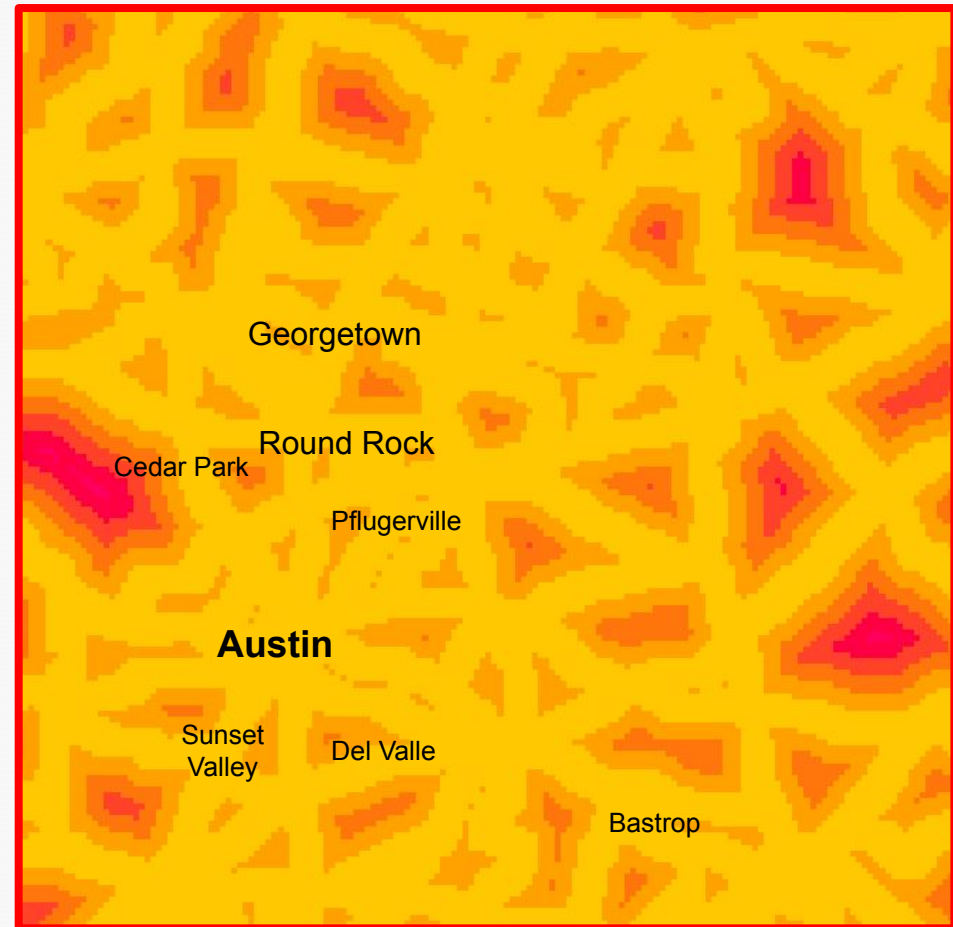 Georgetown
Round Rock
Cedar Park
Pflugerville
Austin
Sunset
Valley
Del Valle
Bastrop